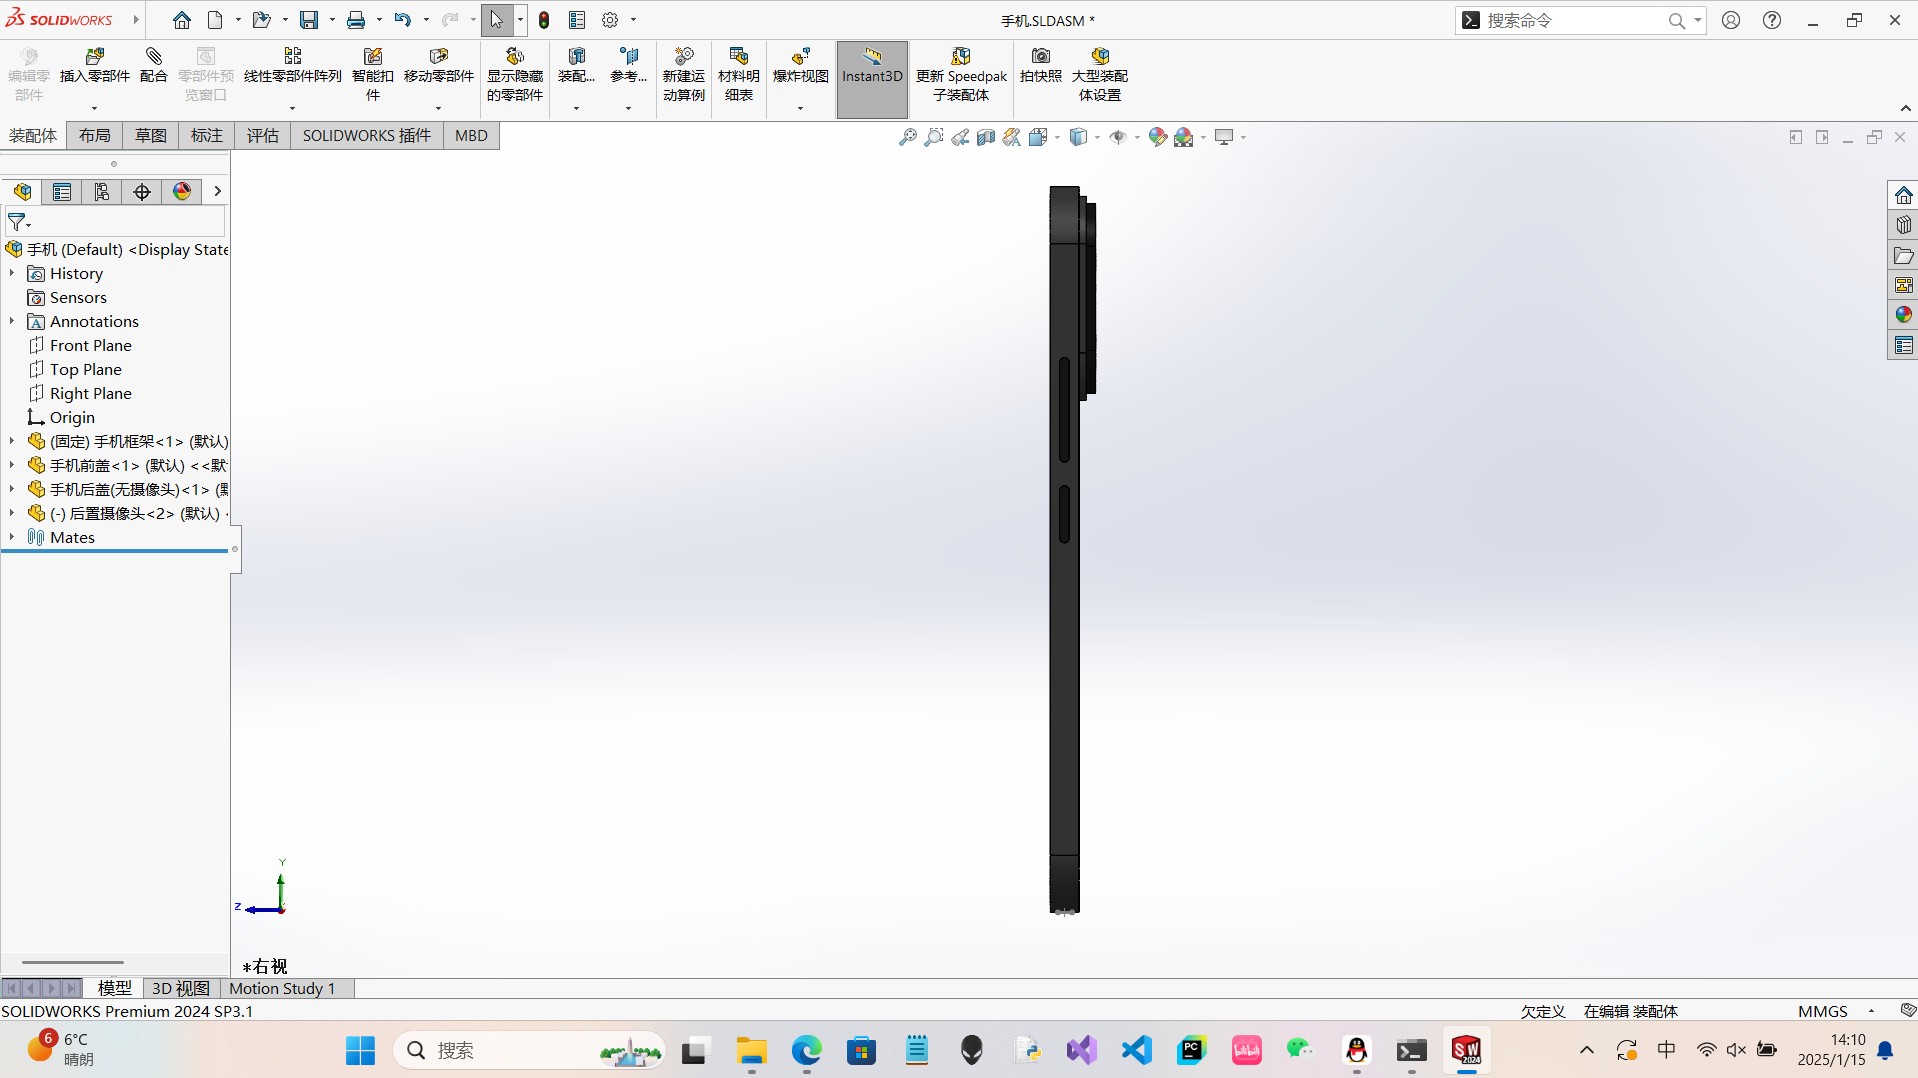 SOLIDWORKS
手机.SLDASM *
搜索命令
编辑零部件
插入零部件
配合
零部件预览窗口
线性零部件阵列
智能扣件
移动零部件
显示隐藏的零部件
装配...
参考...
新建运动算例
材料明细表
爆炸视图
Instant3D
更新 Speedpak 子装配体
拍快照
大型装配体设置
装配体
布局
草图
标注
评估
SOLIDWORKS 插件
MBD
手机 (Default) <Display State
History
Sensors
Annotations
Front Plane
Top Plane
Right Plane
Origin
(固定) 手机框架<1> (默认)
手机前盖<1> (默认) <<默
手机后盖(无摄像头)<1> (默
(-) 后置摄像头<2> (默认) <
Mates
Y
Z
*右视
模型
3D 视图
Motion Study 1
SOLIDWORKS Premium 2024 SP3.1
欠定义
在编辑 装配体
MMGS
6
6°C
晴朗
搜索
PC
bilibili
SW
2024
中
14:10
2025/1/15